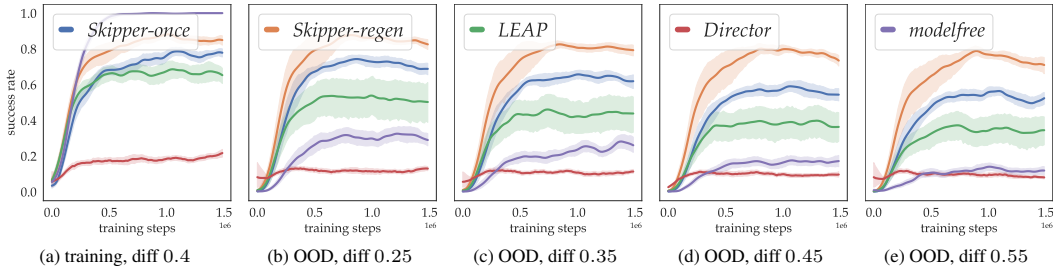 Skipper-once
Skipper-regen
LEAP
Director
modelfree
success rate
1.0
0.8
0.6
0.4
0.2
0.0
0.0 0.5 1.0 1.5
1e6
training steps
0.0 0.5 1.0 1.5
1e6
training steps
0.0 0.5 1.0 1.5
1e6
training steps
0.0 0.5 1.0 1.5
1e6
training steps
0.0 0.5 1.0 1.5
1e6
training steps
(a) training, diff 0.4
(b) OOD, diff 0.25
(c) OOD, diff 0.35
(d) OOD, diff 0.45
(e) OOD, diff 0.55